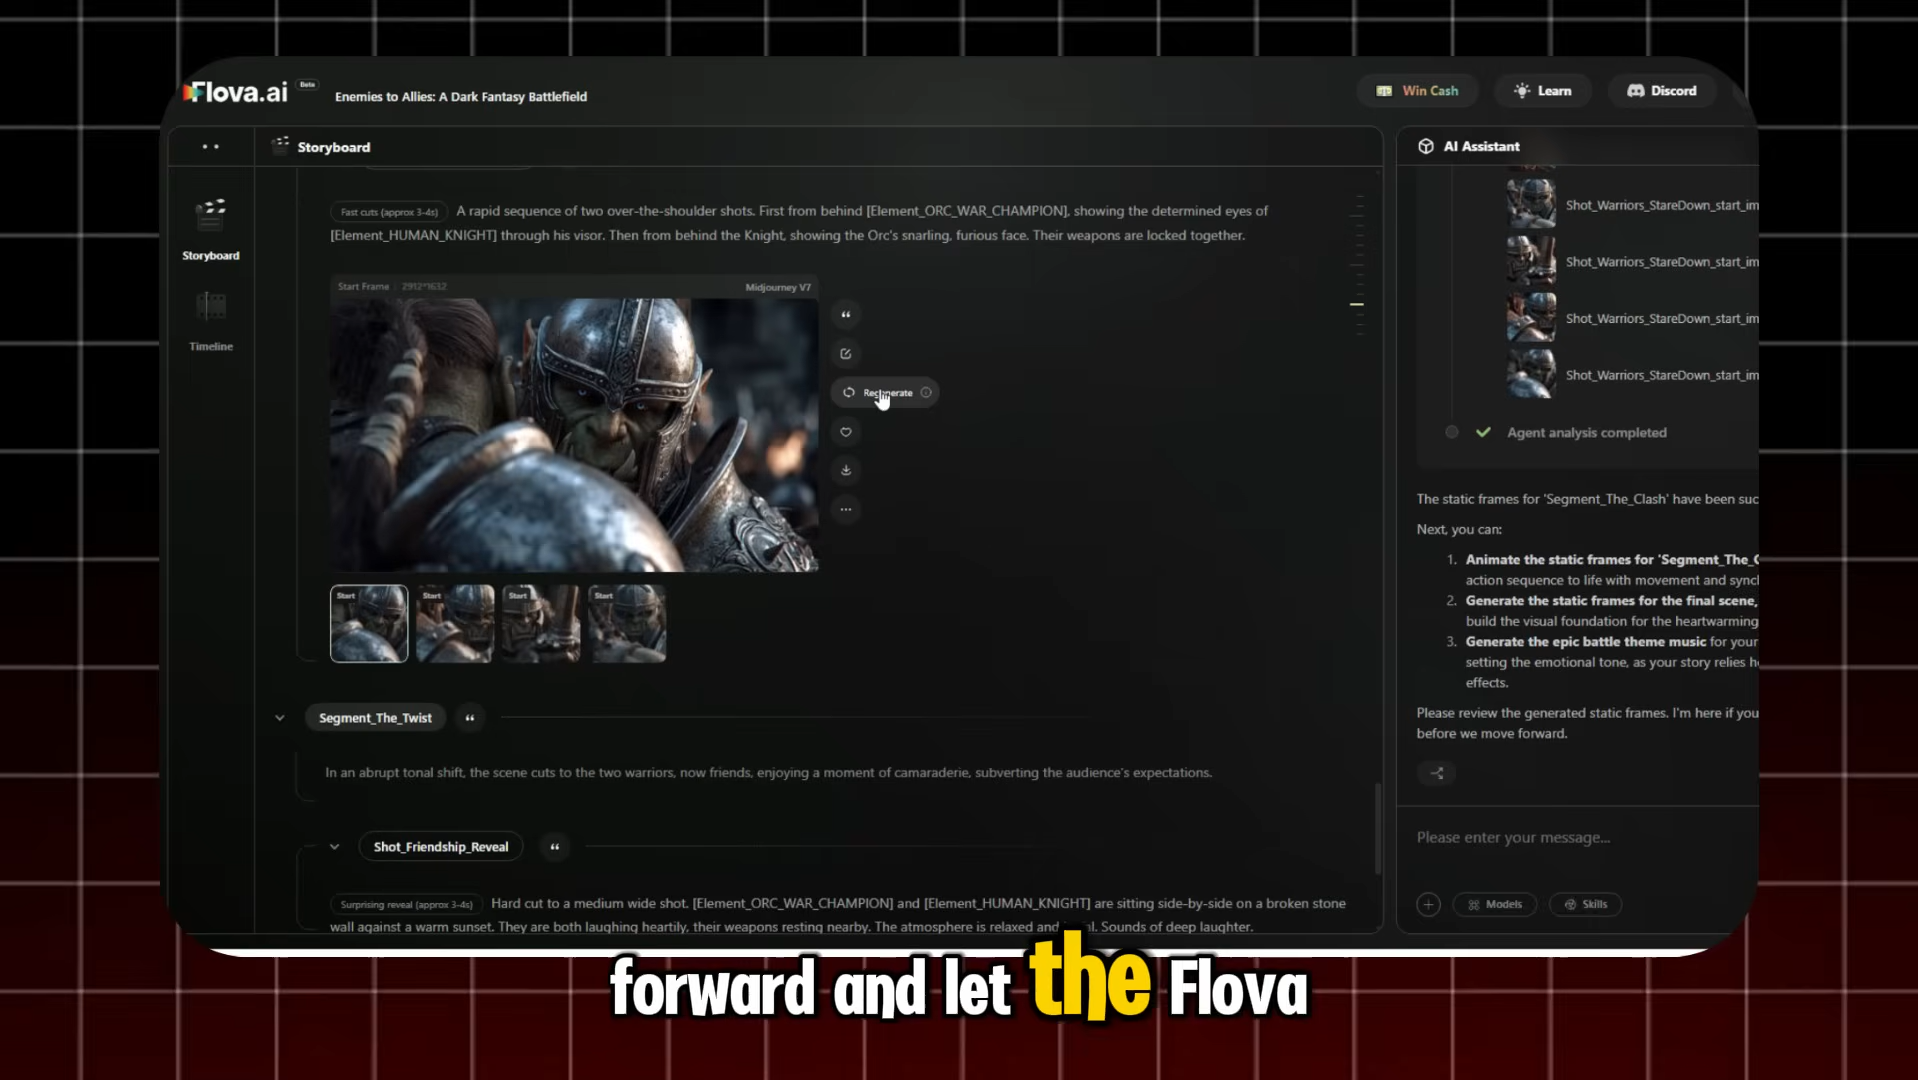 Flova.ai Beta
Enemies to Allies: A Dark Fantasy Battlefield
Win Cash
Learn
Discord
Storyboard
AI Assistant
Storyboard
Timeline
Fast cuts (approx 3-4s) A rapid sequence of two over-the-shoulder shots. First from behind [Element_ORC_WAR_CHAMPION], showing the determined eyes of
[Element_HUMAN_KNIGHT] through his visor. Then from behind the Knight, showing the Orc's snarling, furious face. Their weapons are locked together.
Start Frame 2912*1632
Midjourney V7
Regenerate
Start
Start
Start
Start
Segment_The_Twist
In an abrupt tonal shift, the scene cuts to the two warriors, now friends, enjoying a moment of camaraderie, subverting the audience's expectations.
Shot_Friendship_Reveal
Surprising reveal (approx 3-4s) Hard cut to a medium wide shot. [Element_ORC_WAR_CHAMPION] and [Element_HUMAN_KNIGHT] are sitting side-by-side on a broken stone
wall against a warm sunset. They are both laughing heartily, their weapons resting nearby. The atmosphere is relaxed and Sounds of deep laughter.
Shot_Warriors_StareDown_start_im
Shot_Warriors_StareDown_start_im
Shot_Warriors_StareDown_start_im
Shot_Warriors_StareDown_start_im
Agent analysis completed
The static frames for 'Segment_The_Clash' have been suc
Next, you can:
1. Animate the static frames for 'Segment_The_C
action sequence to life with movement and sync
2. Generate the static frames for the final scene,
build the visual foundation for the heartwarming
3. Generate the epic battle theme music for your
setting the emotional tone, as your story relies he
effects.
Please review the generated static frames. I'm here if you
before we move forward.
Please enter your message...
Models
Skills
forward and let the Flova